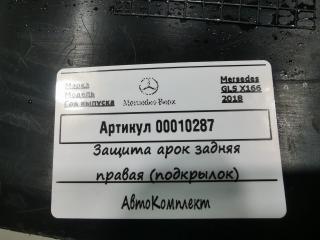 Марка
Модель
Год выпуска
Mercedes-Benz
Mersedes
GLS X166
2018
Артикул 00010287
Защита арок задняя
правая (подкрылок)
АвтоКомплект